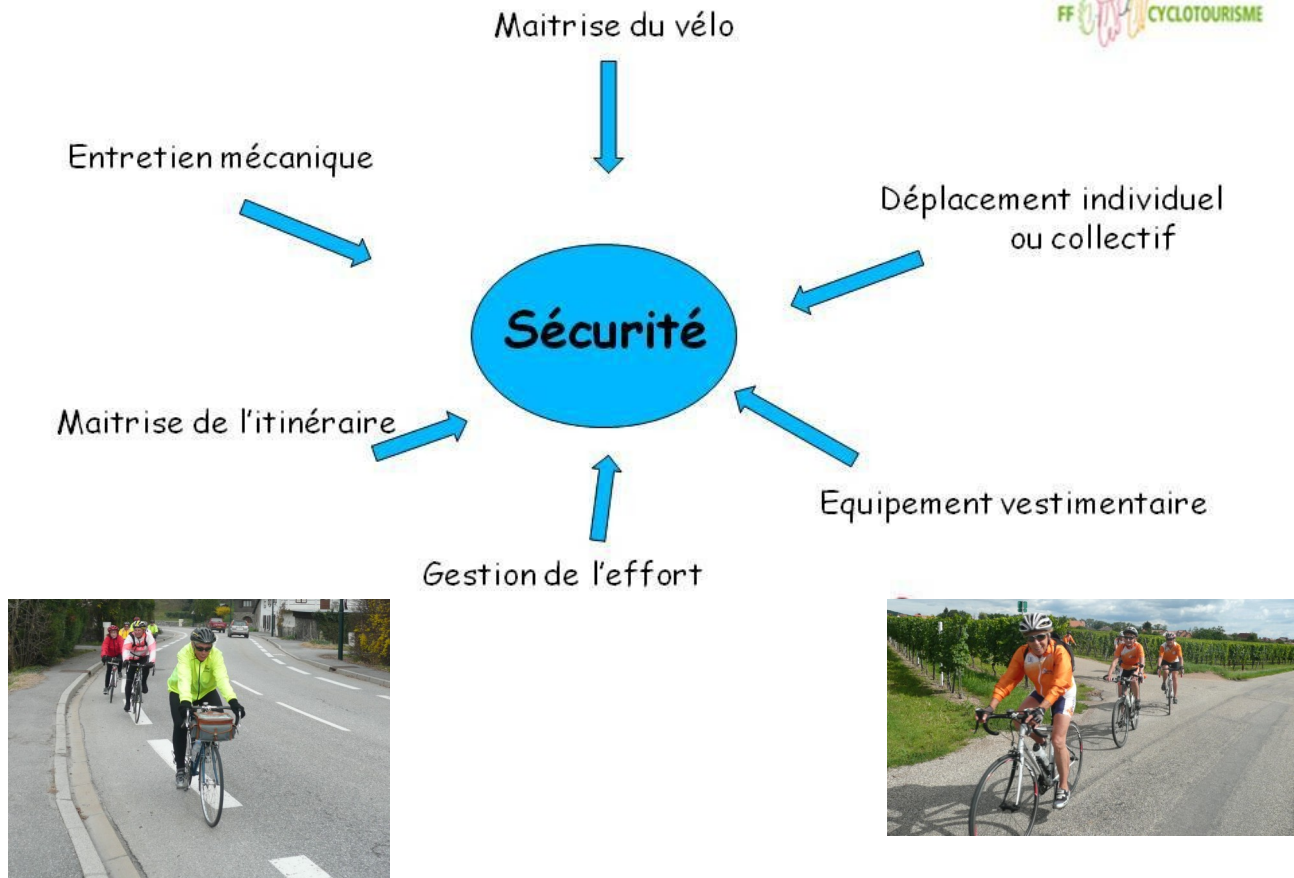 FF CYCLOTOURISME
Maitrise du vélo
Entretien mécanique
Déplacement individuel
ou collectif
Sécurité
Maitrise de l'itinéraire
Equipement vestimentaire
Gestion de l'effort